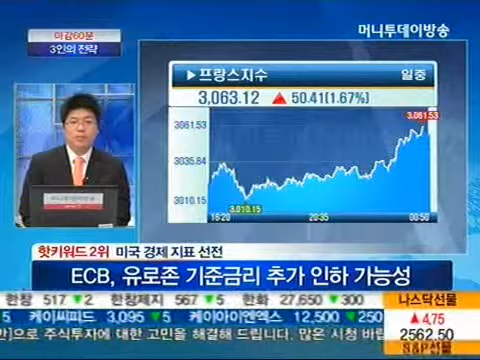 마감60분
3인의 전략
머니투데이방송
▶프랑스지수 일중
3,063.12 ▲ 50.41(1.67%)
3,061.53
3061.53
3035.84
3010.15
3,010.15
16:20 20:35 00:50
핫키워드 2위 미국 경제 지표 선전
ECB, 유로존 기준금리 추가 인하 가능성
한창 517 ▼2 한창제지 567 ▼5 한화 27,650 ▼300
5 케이씨피드 3,095 ▼5 케이아이엔엑스 12,500 ▼250
만)으로 주식투자에 대한 고민을 해결해 드립니다. 많은 시청 바랍
나스닥선물
▲ 4,75
2562.50
S&P선물